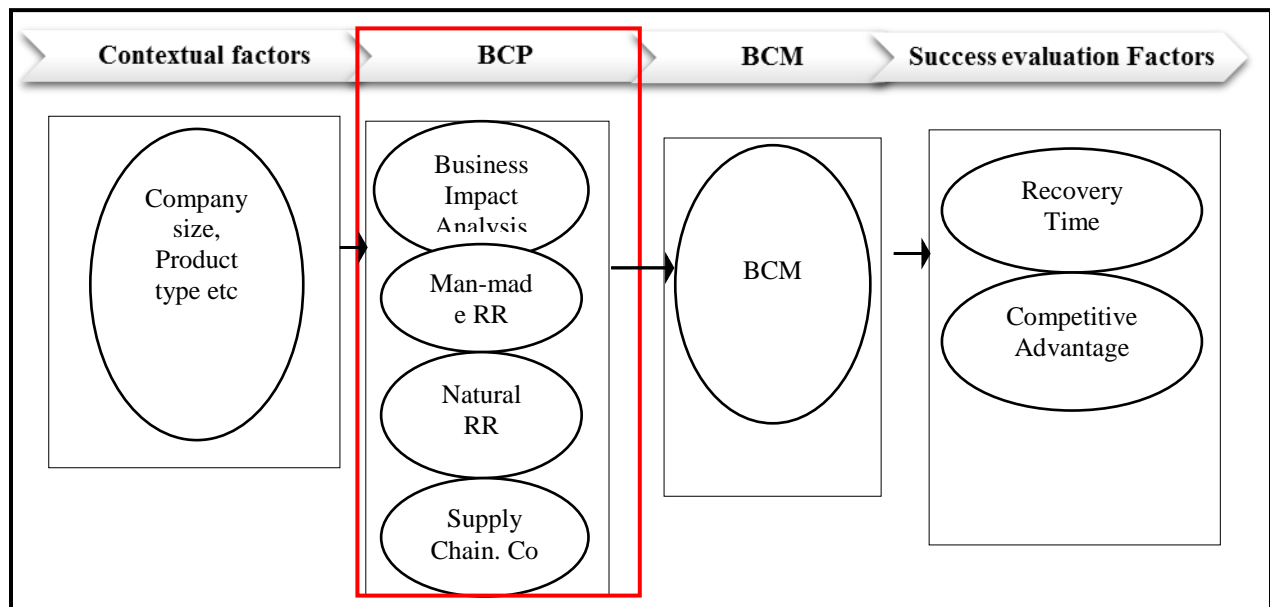 Contextual factors
BCP
BCM
Success evaluation Factors
Company
size,
Product
type etc
Business
Impact
Analysis
Man-mad
e RR
Natural
RR
Supply
Chain. Co
BCM
Recovery
Time
Competitive
Advantage